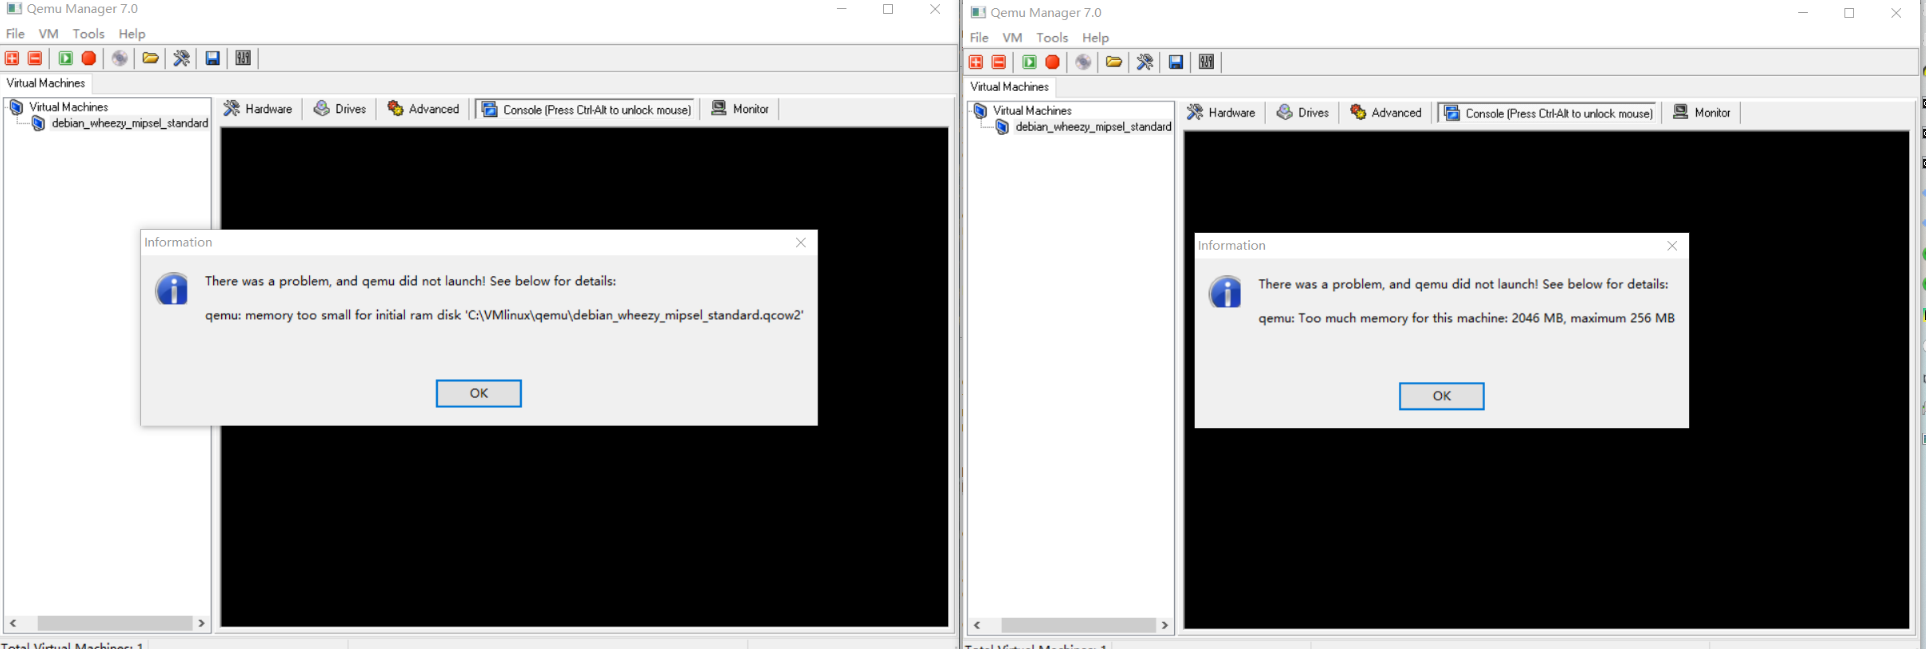 Qemu Manager 7.0
File VM Tools Help
Virtual Machines
Virtual Machines
debian_wheezy_mipsel_standard
Hardware Drives Advanced Console (Press Ctrl-Alt to unlock mouse) Monitor
Information
There was a problem, and qemu did not launch! See below for details:
qemu: memory too small for initial ram disk 'C:\VMlinux\qemu\debian_wheezy_mipsel_standard.qcow2'
OK
Total Virtual Machines: 1
Qemu Manager 7.0
File VM Tools Help
Virtual Machines
Virtual Machines
debian_wheezy_mipsel_standard
Hardware Drives Advanced Console (Press Ctrl-Alt to unlock mouse) Monitor
Information
There was a problem, and qemu did not launch! See below for details:
qemu: Too much memory for this machine: 2046 MB, maximum 256 MB
OK
Total Virtual Machines: 1